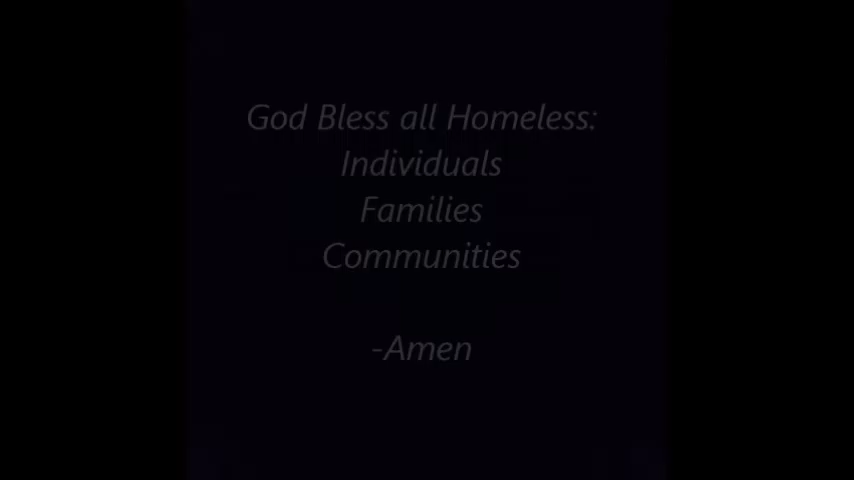 God Bless all Homeless:
Individuals
Families
Communities
-Amen